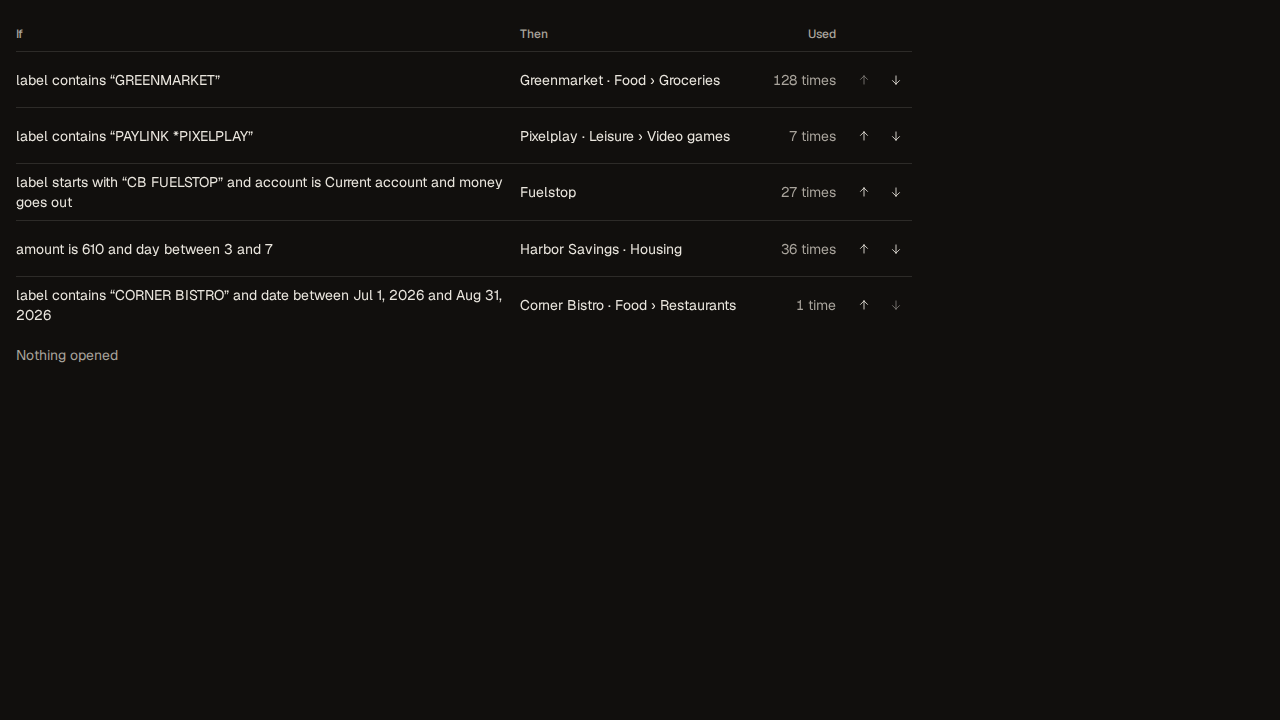 If Then Used
label contains “GREENMARKET” Greenmarket · Food › Groceries 128 times ↑ ↓
label contains “PAYLINK *PIXELPLAY” Pixelplay · Leisure › Video games 7 times ↑ ↓
label starts with “CB FUELSTOP” and account is Current account and money
goes out
Fuelstop 27 times ↑ ↓
amount is 610 and day between 3 and 7 Harbor Savings · Housing 36 times ↑ ↓
label contains “CORNER BISTRO” and date between Jul 1, 2026 and Aug 31,
2026
Corner Bistro · Food › Restaurants 1 time ↑ ↓
Nothing opened